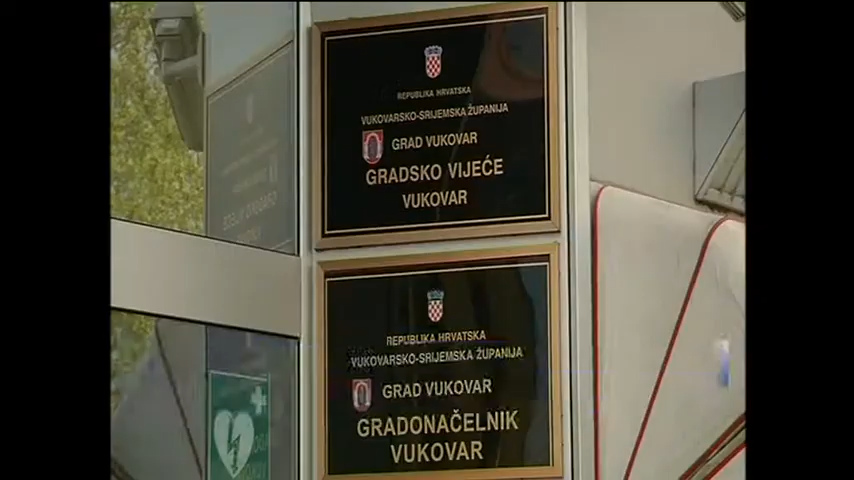 REPUBLIKA HRVATSKA
VUKOVARSKO-SRIJEMSKA ŽUPANIJA
GRAD VUKOVAR
GRADSKO VIJEĆE
VUKOVAR
REPUBLIKA HRVATSKA
VUKOVARSKO-SRIJEMSKA ŽUPANIJA
GRAD VUKOVAR
GRADONAČELNIK
VUKOVAR